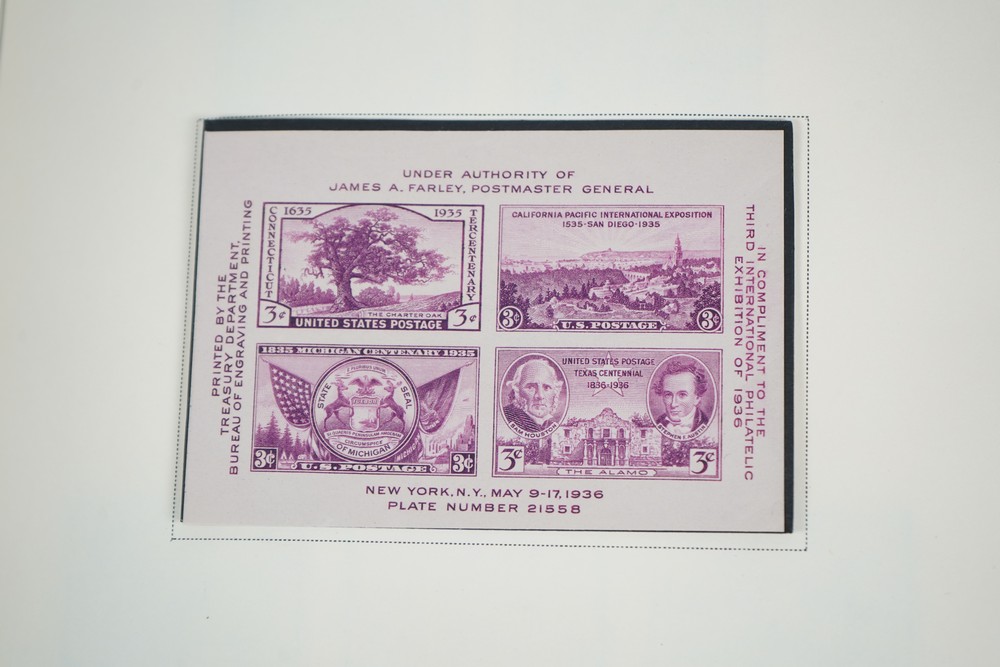 UNDER AUTHORITY OF
JAMES A. FARLEY, POSTMASTER GENERAL
PRINTED BY THE
TREASURY DEPARTMENT,
BUREAU OF ENGRAVING AND PRINTING
1635 1935
CONNECTICUT
TERCENTENARY
THE CHARTER OAK
3¢ UNITED STATES POSTAGE 3¢
CALIFORNIA PACIFIC INTERNATIONAL EXPOSITION
1535-SAN DIEGO-1935
3¢ U.S. POSTAGE 3¢
1835 MICHIGAN CENTENARY 1935
STATE SEAL
E PLURIBUS UNUM
TUEBOR
CIRCUMSPICE
OF MICHIGAN
3¢ U.S. POSTAGE 3¢
UNITED STATES POSTAGE
TEXAS CENTENNIAL
1836-1936
SAM HOUSTON
STEPHEN F. AUSTIN
3¢ THE ALAMO 3¢
IN COMPLIMENT TO THE
THIRD INTERNATIONAL PHILATELIC
EXHIBITION OF 1936
NEW YORK, N.Y., MAY 9-17, 1936
PLATE NUMBER 21558